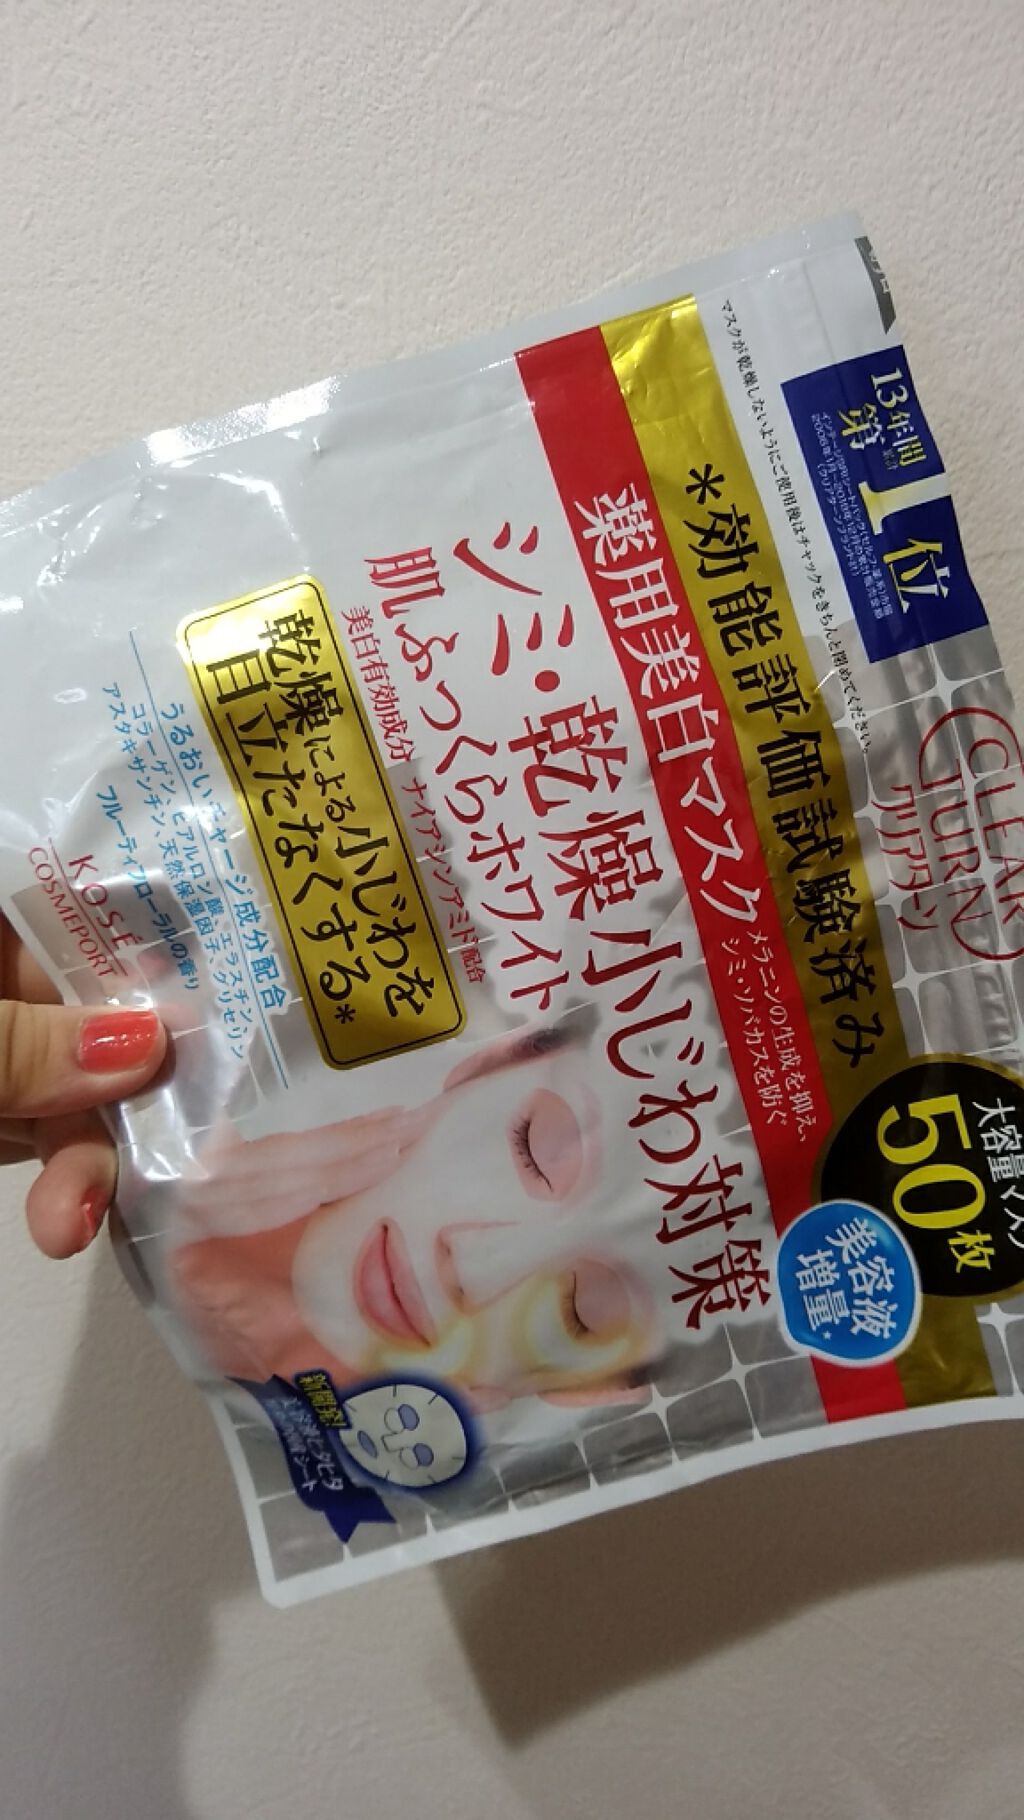 13年間
累計
第1位
マスクが乾燥しないようにご使用後はチャックをきちんと閉めてください。
CLEAR
TURN
クリアターン
大容量マスク
50枚
*効能評価試験済み
薬用美白マスク
メラニンの生成を抑え、
シミ・ソバカスを防ぐ
美容液
増量*
シミ・乾燥小じわ対策
肌ふっくらホワイト
美白有効成分 ナイアシンアミド配合
乾燥による小じわを
目立たなくする*
うるおいチャージ成分配合
コラーゲン、ヒアルロン酸、エラスチン、
アスタキサンチン、天然保湿因子、グリセリン
フルーティフローラルの香り
KOSÉ
COSMEPORT
新開発!
シート